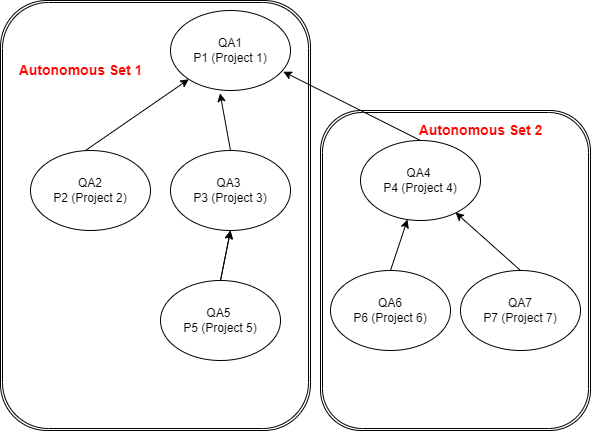 QA1
P1 (Project 1)
Autonomous Set 1
Autonomous Set 2
QA2
P2 (Project 2)
QA3
P3 (Project 3)
QA4
P4 (Project 4)
QA5
P5 (Project 5)
QA6
P6 (Project 6)
QA7
P7 (Project 7)